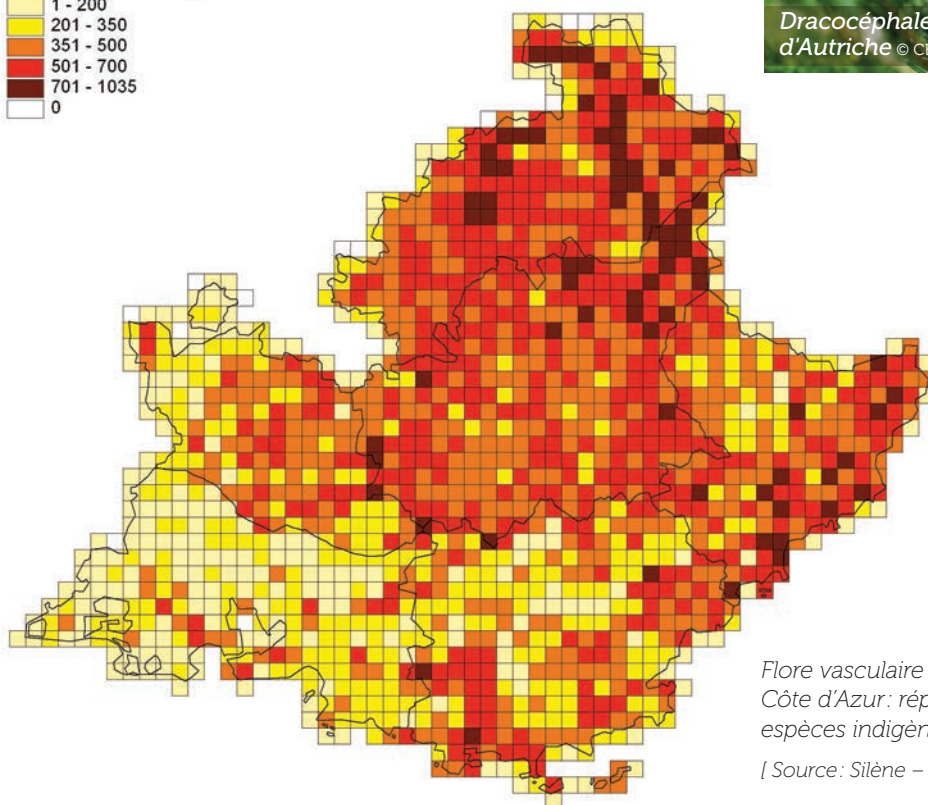 1 - 200
201 - 350
351 - 500
501 - 700
701 - 1035
0
Dracocéphale
d'Autriche ©
Flore vasculaire
Côte d'Azur: rép
espèces indigèn
[ Source: Silène –